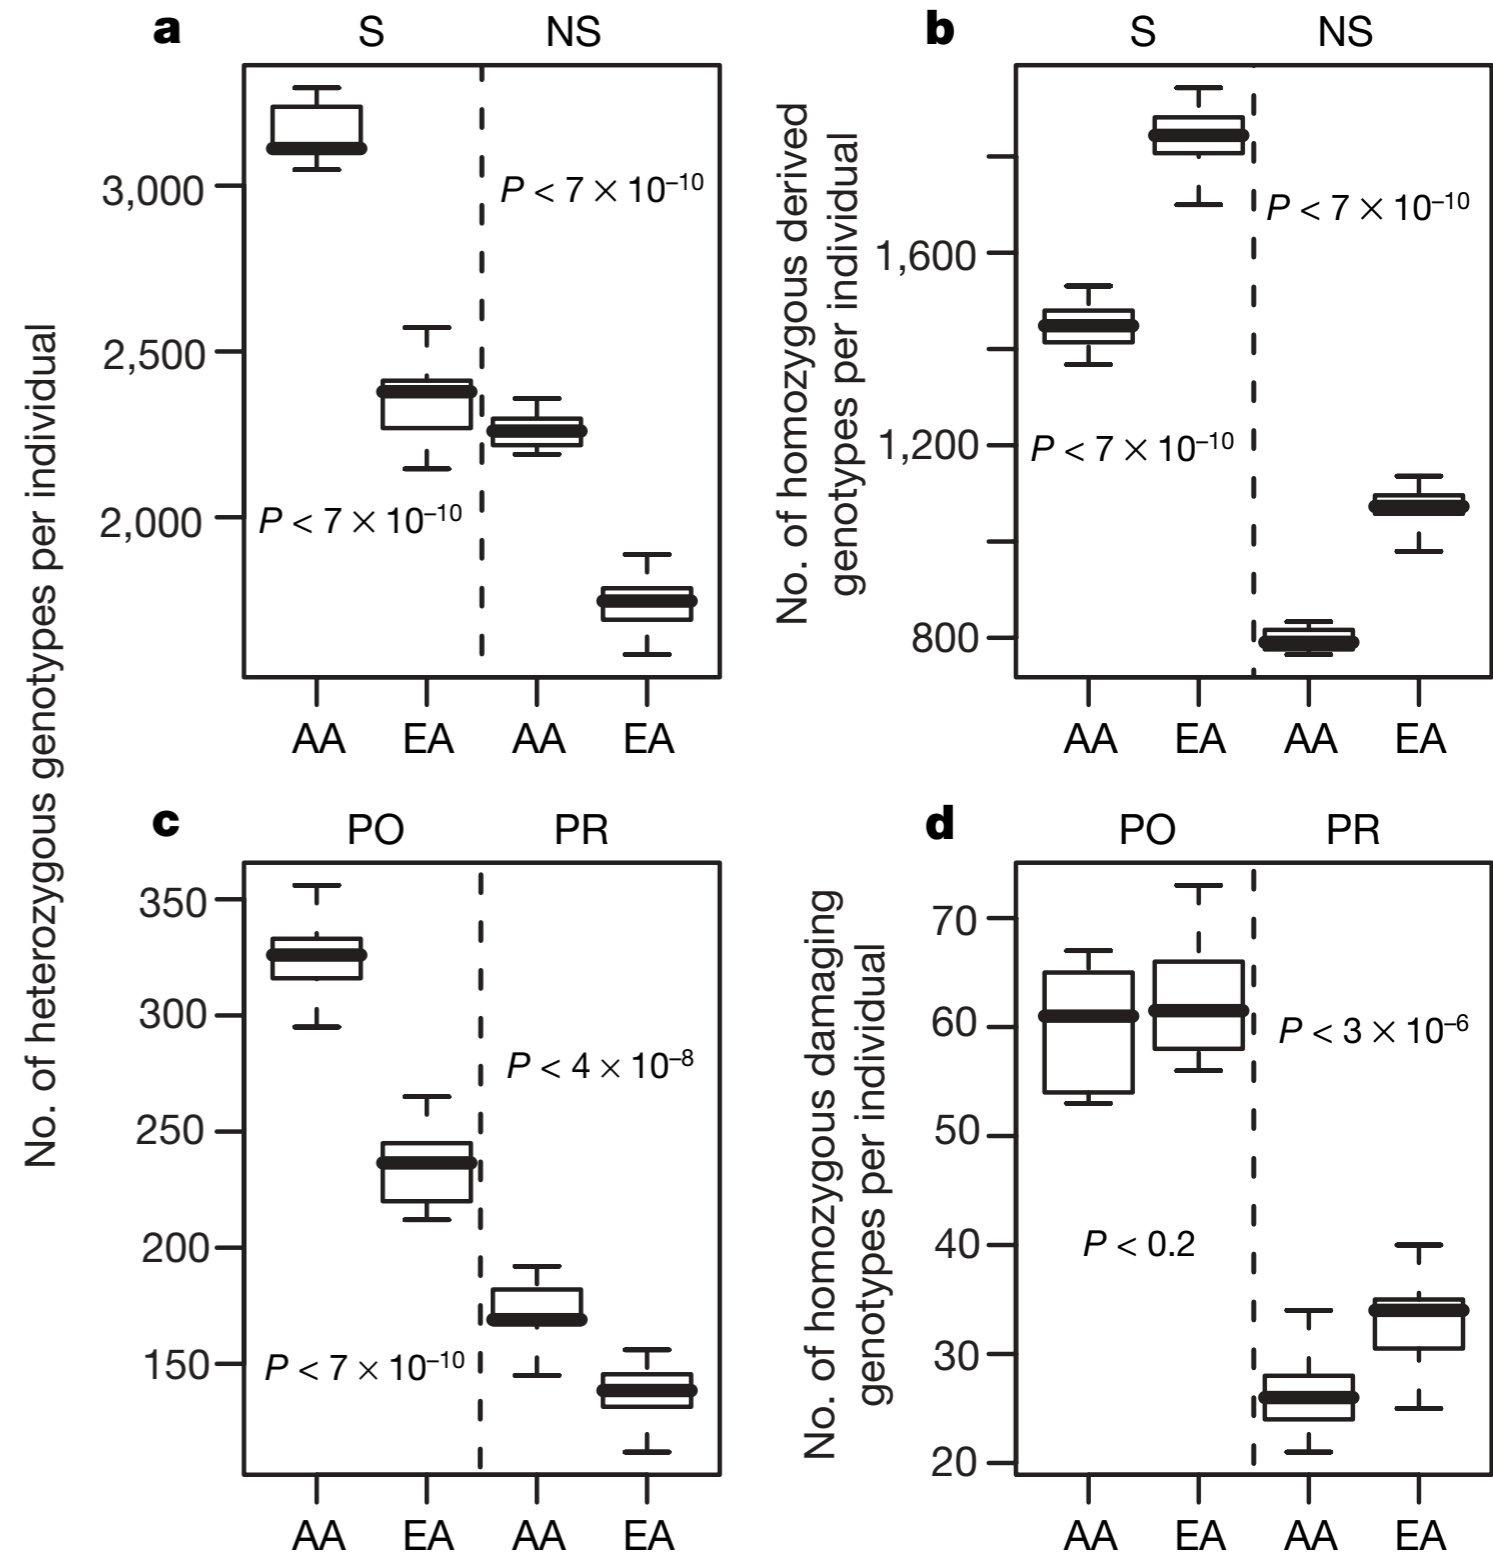 a
S NS
No. of heterozygous genotypes per individual
3,000
2,500
2,000
P < 7 × 10⁻¹⁰
P < 7 × 10⁻¹⁰
AA EA AA EA
b
S NS
No. of homozygous derived
genotypes per individual
1,600
1,200
800
P < 7 × 10⁻¹⁰
P < 7 × 10⁻¹⁰
AA EA AA EA
c
PO PR
350
300
250
200
150
P < 4 × 10⁻⁸
P < 7 × 10⁻¹⁰
AA EA AA EA
d
PO PR
No. of homozygous damaging
genotypes per individual
70
60
50
40
30
20
P < 3 × 10⁻⁶
P < 0.2
AA EA AA EA